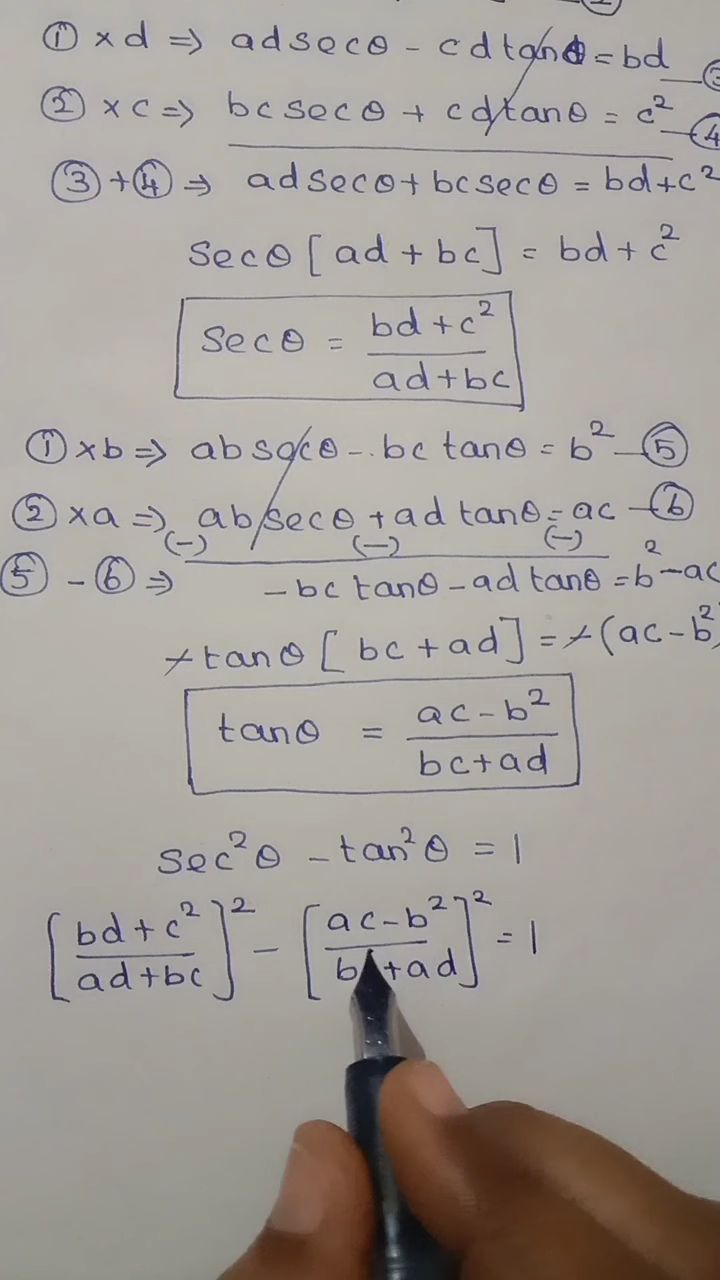 ① × d ⇒ ad secθ - cd tanθ = bd
② × c ⇒ bc secθ + cd tanθ = c² — ④
③ + ④ ⇒ ad secθ + bc secθ = bd + c²
secθ [ad + bc] = bd + c²
secθ = (bd + c²)/(ad + bc)
① × b ⇒ ab secθ - bc tanθ = b² — ⑤
② × a ⇒ ab secθ + ad tanθ = ac — ⑥
(-) (-) (-)
⑤ - ⑥ ⇒ - bc tanθ - ad tanθ = b² - ac
- tanθ [bc + ad] = - (ac - b²)
tanθ = (ac - b²)/(bc + ad)
sec²θ - tan²θ = 1
[(bd + c²)/(ad + bc)]² - [(ac - b²)/(b + ad)]² = 1